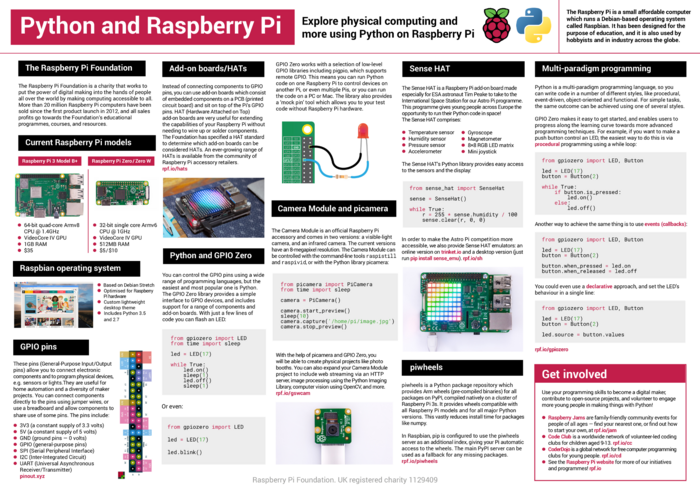 Python and Raspberry Pi
Explore physical computing and
more using Python on Raspberry Pi
The Raspberry Pi is a small affordable computer
which runs a Debian-based operating system
called Raspbian. It has been designed for the
purpose of education, and it is also used by
hobbyists and in industry across the globe.
The Raspberry Pi Foundation
The Raspberry Pi Foundation is a charity that works to
put the power of digital making into the hands of people
all over the world by making computing accessible to all.
More than 20 million Raspberry Pi computers have been
sold since the first product launch in 2012, and all sales
profits go towards the Foundation's educational
programmes, courses, and resources.
Current Raspberry Pi models
Raspberry Pi 3 Model B+
64-bit quad-core Armv8
CPU @ 1.4GHz
VideoCore IV GPU
1GB RAM
$35
Raspberry Pi Zero / Zero W
32-bit single core Armv6
CPU @ 1GHz
VideoCore IV GPU
512MB RAM
$5 / $10
Raspbian operating system
Based on Debian Stretch
Optimised for Raspberry
Pi hardware
Custom lightweight
desktop theme
Includes Python 3.5
and 2.7
GPIO pins
These pins (General-Purpose Input/Output
pins) allow you to connect electronic
components and to program physical devices,
e.g. sensors or lights.They are useful for
home automation and a diversity of maker
projects. You can connect components
directly to the pins using jumper wires, or
use a breadboard and allow components to
share use of some pins. The pins include:
3V3 (a constant supply of 3.3 volts)
5V (a constant supply of 5 volts)
GND (ground pins – 0 volts)
GPIO (general-purpose pins)
SPI (Serial Peripheral Interface)
I2C (Inter-Integrated Circuit)
UART (Universal Asynchronous
Receiver/Transmitter)
pinout.xyz
Add-on boards/HATs
Instead of connecting components to GPIO
pins, you can use add-on boards which consist
of embedded components on a PCB (printed
circuit board) and sit on top of the Pi's GPIO
pins. HAT (Hardware Attached on Top)
add-on boards are very useful for extending
the capabilities of your Raspberry Pi without
needing to wire up or solder components.
The Foundation has specified a HAT standard
to determine which add-on boards can be
considered HATs. An ever-growing range of
HATs is available from the community of
Raspberry Pi accessory retailers.
rpf.io/hats
Python and GPIO Zero
You can control the GPIO pins using a wide
range of programming languages, but the
easiest and most popular one is Python.
The GPIO Zero library provides a simple
interface to GPIO devices, and includes
support for a range of components and
add-on boards. With just a few lines of
code you can flash an LED:
from gpiozero import LED
from time import sleep
led = LED(17)
while True:
led.on()
sleep(1)
led.off()
sleep(1)
Or even:
from gpiozero import LED
led = LED(17)
led.blink()
GPIO Zero works with a selection of low-level
GPIO libraries including pigpio, which supports
remote GPIO. This means you can run Python
code on one Raspberry Pi to control devices on
another Pi, or even multiple Pis, or you can run
the code on a PC or Mac. The library also provides
a 'mock pin' tool which allows you to test your
code without Raspberry Pi hardware.
Camera Module and picamera
The Camera Module is an official Raspberry Pi
accessory and comes in two versions: a visible-light
camera, and an infrared camera. The current versions
have an 8-megapixel resolution. The Camera Module can
be controlled with the command-line tools raspistill
and raspivid, or with the Python library picamera:
from picamera import PiCamera
from time import sleep
camera = PiCamera()
camera.start_preview()
sleep(10)
camera.capture('/home/pi/image.jpg')
camera.stop_preview()
With the help of picamera and GPIO Zero, you
will be able to create physical projects like photo
booths. You can also expand your Camera Module
project to include web streaming via an HTTP
server, image processing using the Python Imaging
Library, computer vision using OpenCV, and more.
rpf.io/gswcam
Sense HAT
The Sense HAT is a Raspberry Pi add-on board made
especially for ESA astronaut Tim Peake to take to the
International Space Station for our Astro Pi programme.
This programme gives young people across Europe the
opportunity to run their Python code in space!
The Sense HAT comprises:
Temperature sensor
Humidity sensor
Pressure sensor
Accelerometer
Gyroscope
Magnetometer
8×8 RGB LED matrix
Mini joystick
The Sense HAT's Python library provides easy access
to the sensors and the display:
from sense_hat import SenseHat
sense = SenseHat()
while True:
r = 255 * sense.humidity / 100
sense.clear(r, 0, 0)
In order to make the Astro Pi competition more
accessible, we also provide Sense HAT emulators: an
online version on trinket.io and a desktop version (just
run pip install sense_emu). rpf.io/sh
piwheels
piwheels is a Python package repository which
provides Arm wheels (pre-compiled binaries) for all
packages on PyPI, compiled natively on a cluster of
Raspberry Pi 3s. It provides wheels compatible with
all Raspberry Pi models and for all major Python
versions. This vastly reduces install time for packages
like numpy.
In Raspbian, pip is configured to use the piwheels
server as an additional index, giving your Pi automatic
access to the wheels. The main PyPI server can be
used as a fallback for any missing packages.
rpf.io/piwheels
Multi-paradigm programming
Python is a multi-paradigm programming language, so you
can write code in a number of different styles, like procedural,
event-driven, object-oriented and functional. For simple tasks,
the same outcome can be achieved using one of several styles.
GPIO Zero makes it easy to get started, and enables users to
progress along the learning curve towards more advanced
programming techniques. For example, if you want to make a
push button control an LED, the easiest way to do this is via
procedural programming using a while loop:
from gpiozero import LED, Button
led = LED(17)
button = Button(2)
while True:
if button.is_pressed:
led.on()
else:
led.off()
Another way to achieve the same thing is to use events (callbacks):
from gpiozero import LED, Button
led = LED(17)
button = Button(2)
button.when_pressed = led.on
button.when_released = led.off
You could even use a declarative approach, and set the LED's
behaviour in a single line:
from gpiozero import LED, Button
led = LED(17)
button = Button(2)
led.source = button.values
rpf.io/gpiozero
Get involved
Use your programming skills to become a digital maker,
contribute to open-source projects, and volunteer to engage
more young people in making things with Python!
Raspberry Jams are family-friendly community events for
people of all ages — find your nearest one, or find out how
to start your own, at rpf.io/jam
Code Club is a worldwide network of volunteer-led coding
clubs for children aged 9-13. rpf.io/cc
CoderDojo is a global network for free computer programming
clubs for young people. rpf.io/cd
See the Raspberry Pi website for more of our initiatives
and programmes! rpf.io
Raspberry Pi Foundation. UK registered charity 1129409